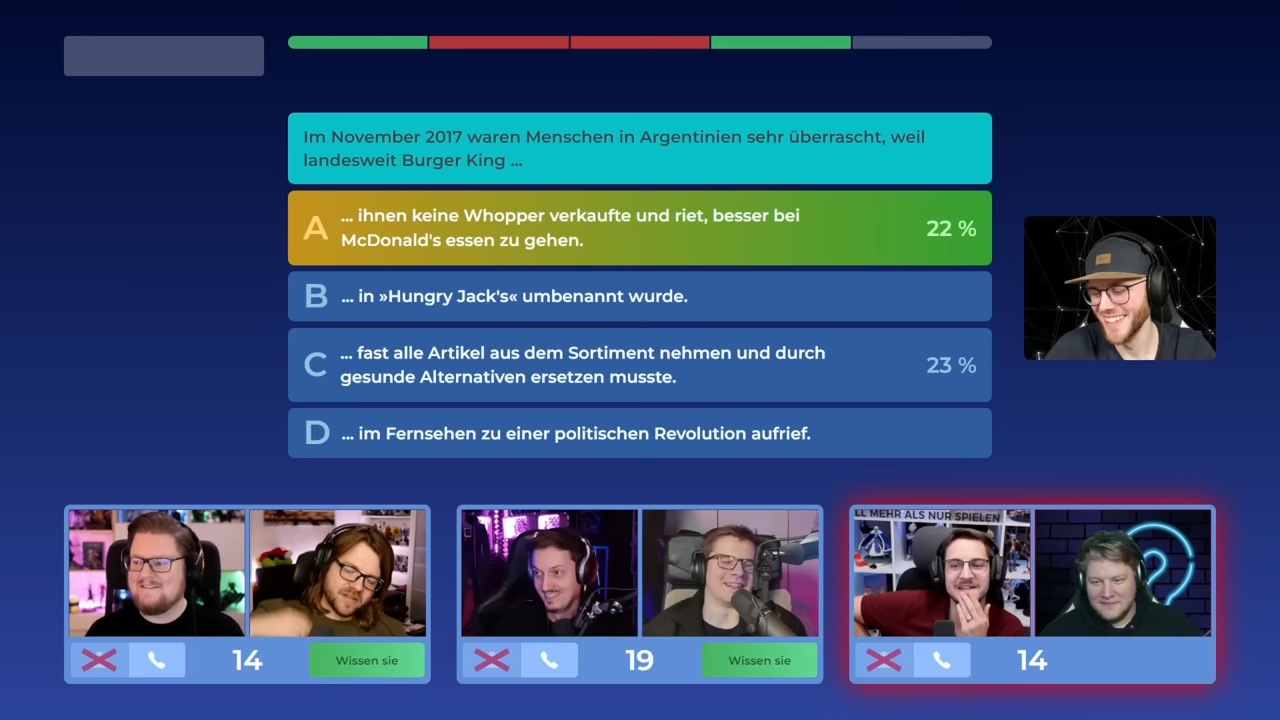 Im November 2017 waren Menschen in Argentinien sehr überrascht, weil
landesweit Burger King ...
A ... ihnen keine Whopper verkaufte und riet, besser bei
McDonald's essen zu gehen.
22 %
B ... in »Hungry Jack's« umbenannt wurde.
C ... fast alle Artikel aus dem Sortiment nehmen und durch
gesunde Alternativen ersetzen musste.
23 %
D ... im Fernsehen zu einer politischen Revolution aufrief.
LL MEHR ALS NUR SPIELEN
14
Wissen sie
19
Wissen sie
14